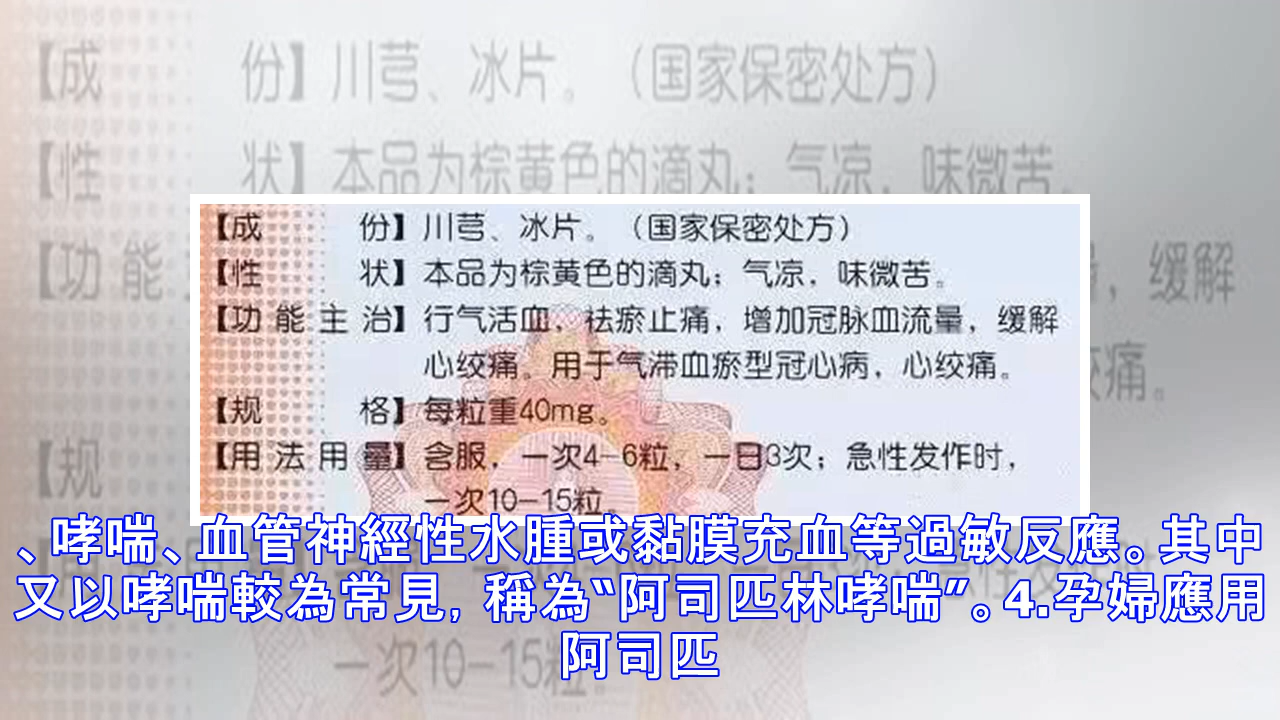 【成 份】川芎、冰片。（国家保密处方）
【性 状】本品为棕黄色的滴丸；气凉，味微苦。
【功 能 主 治】行气活血，祛瘀止痛，增加冠脉血流量，缓解
心绞痛。用于气滞血瘀型冠心病，心绞痛。
【规 格】每粒重40mg。
【用 法 用 量】含服，一次4-6粒，一日3次；急性发作时，
一次10-15粒。
、哮喘、血管神經性水腫或黏膜充血等過敏反應。其中
又以哮喘較為常見, 稱為“阿司匹林哮喘”。4.孕婦應用
阿司匹